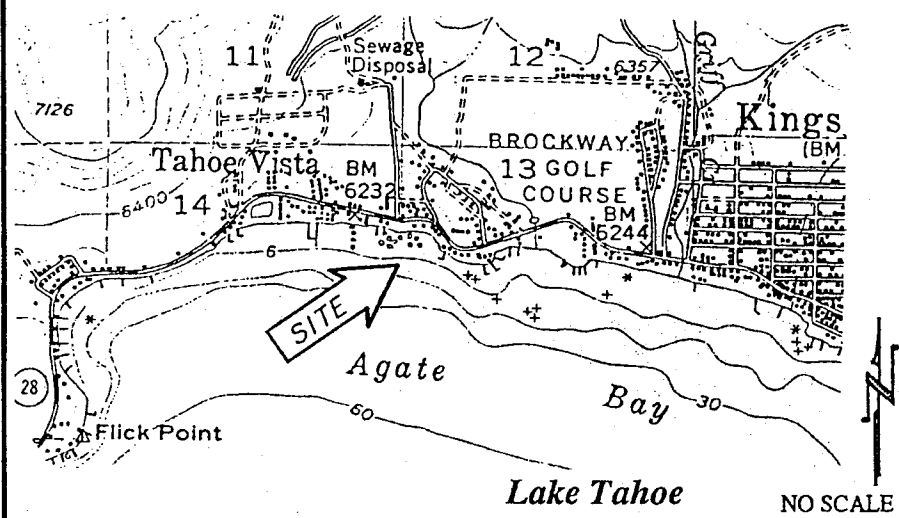 11
Sewage
Disposal
12
6357
Griff
7126
Kings
(BM
BROCKWAY
13 GOLF
COURSE
Tahoe Vista
BM
6232
6400
14
BM
6244
6
SITE
Agate
Bay
28
60
30
Flick Point
Lake Tahoe
NO SCALE